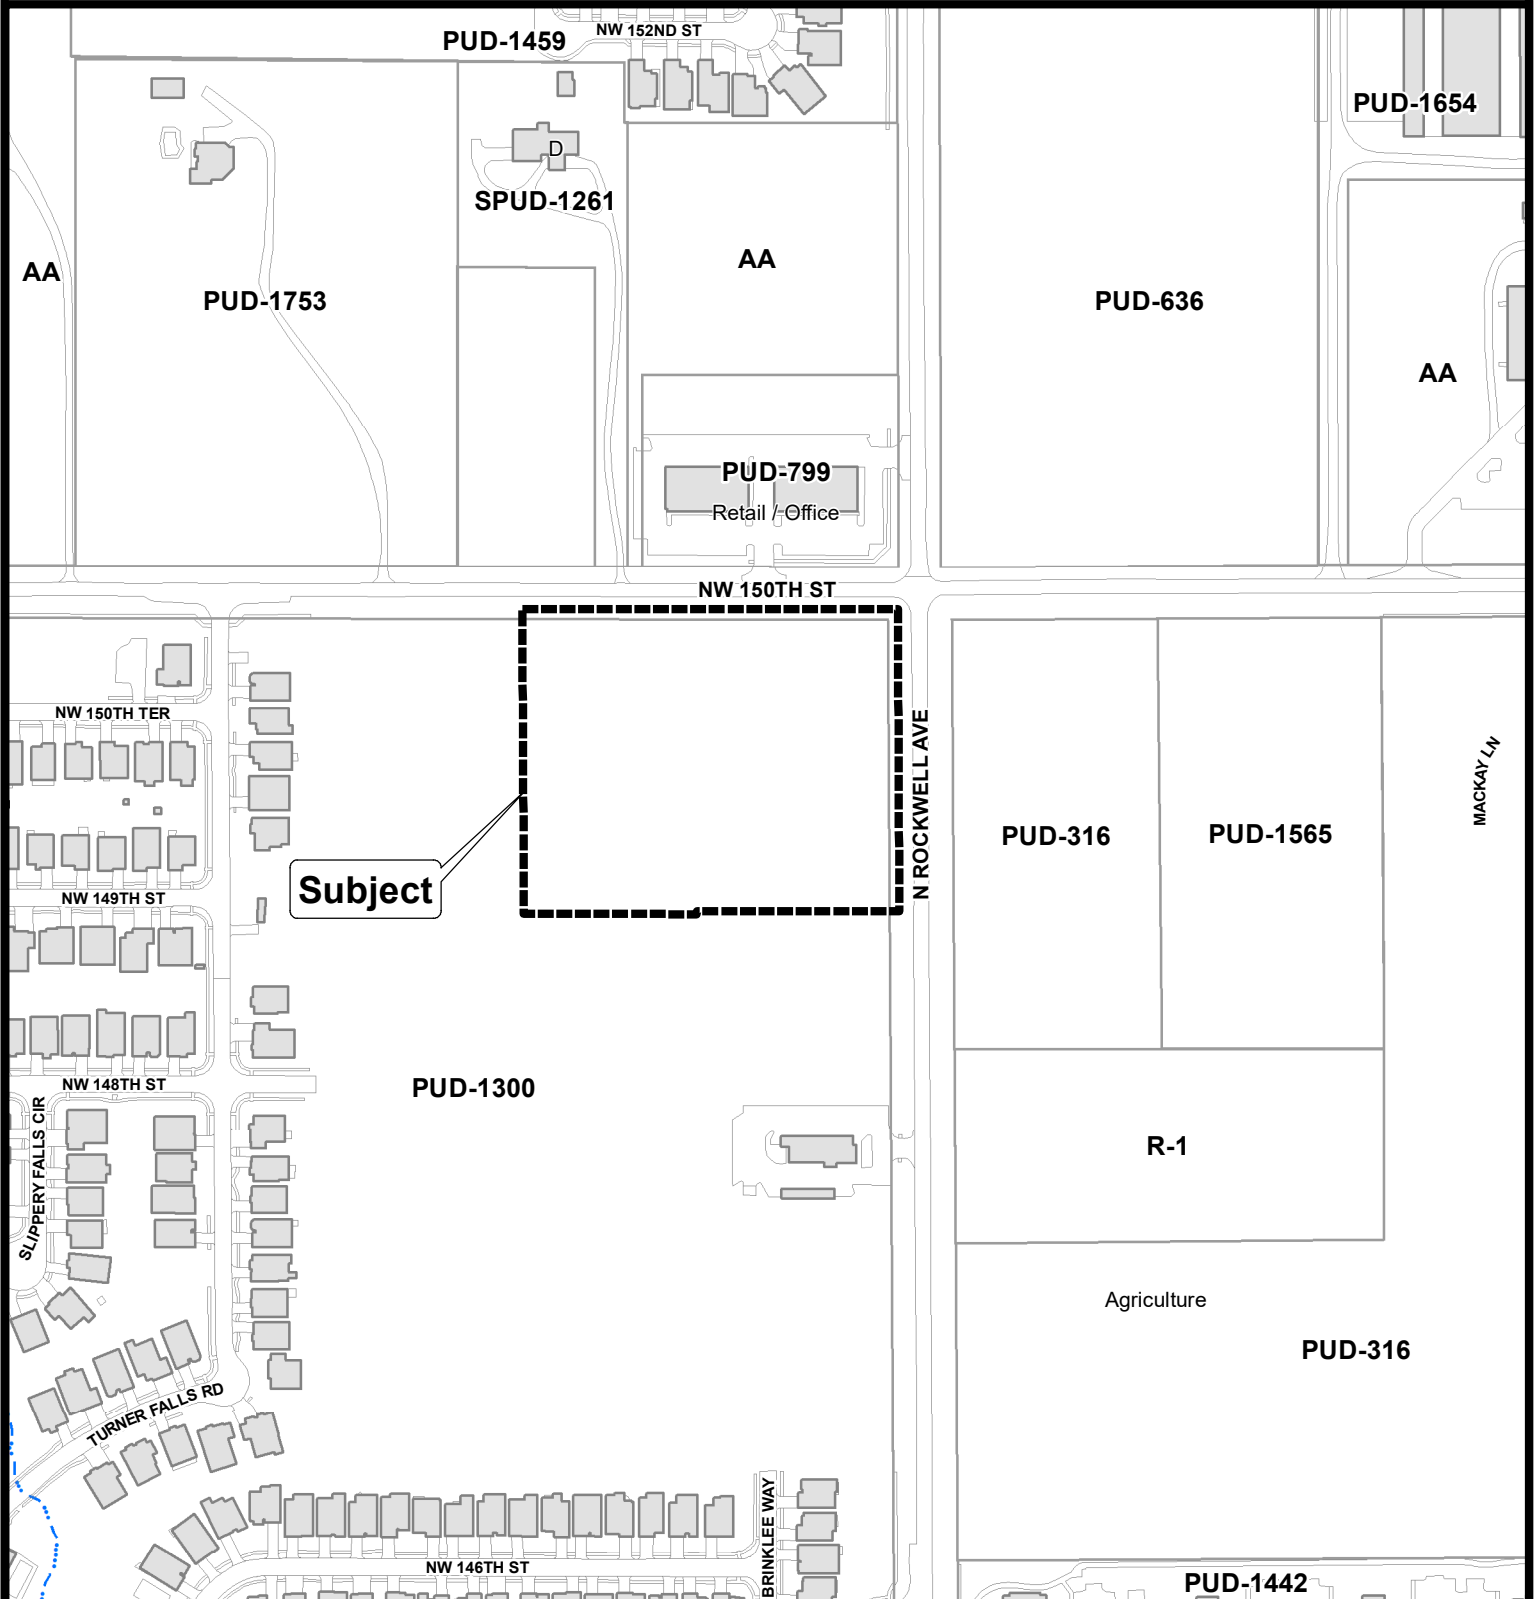 NW 152ND ST
PUD-1459
PUD-1654
D
SPUD-1261
AA
AA
PUD-1753
PUD-636
AA
PUD-799
Retail / Office
NW 150TH ST
NW 150TH TER
N ROCKWELL AVE
MACKAY LN
PUD-316
PUD-1565
Subject
NW 149TH ST
NW 148TH ST
PUD-1300
SLIPPERY FALLS CIR
R-1
Agriculture
PUD-316
TURNER FALLS RD
BRINKLEE WAY
NW 146TH ST
PUD-1442